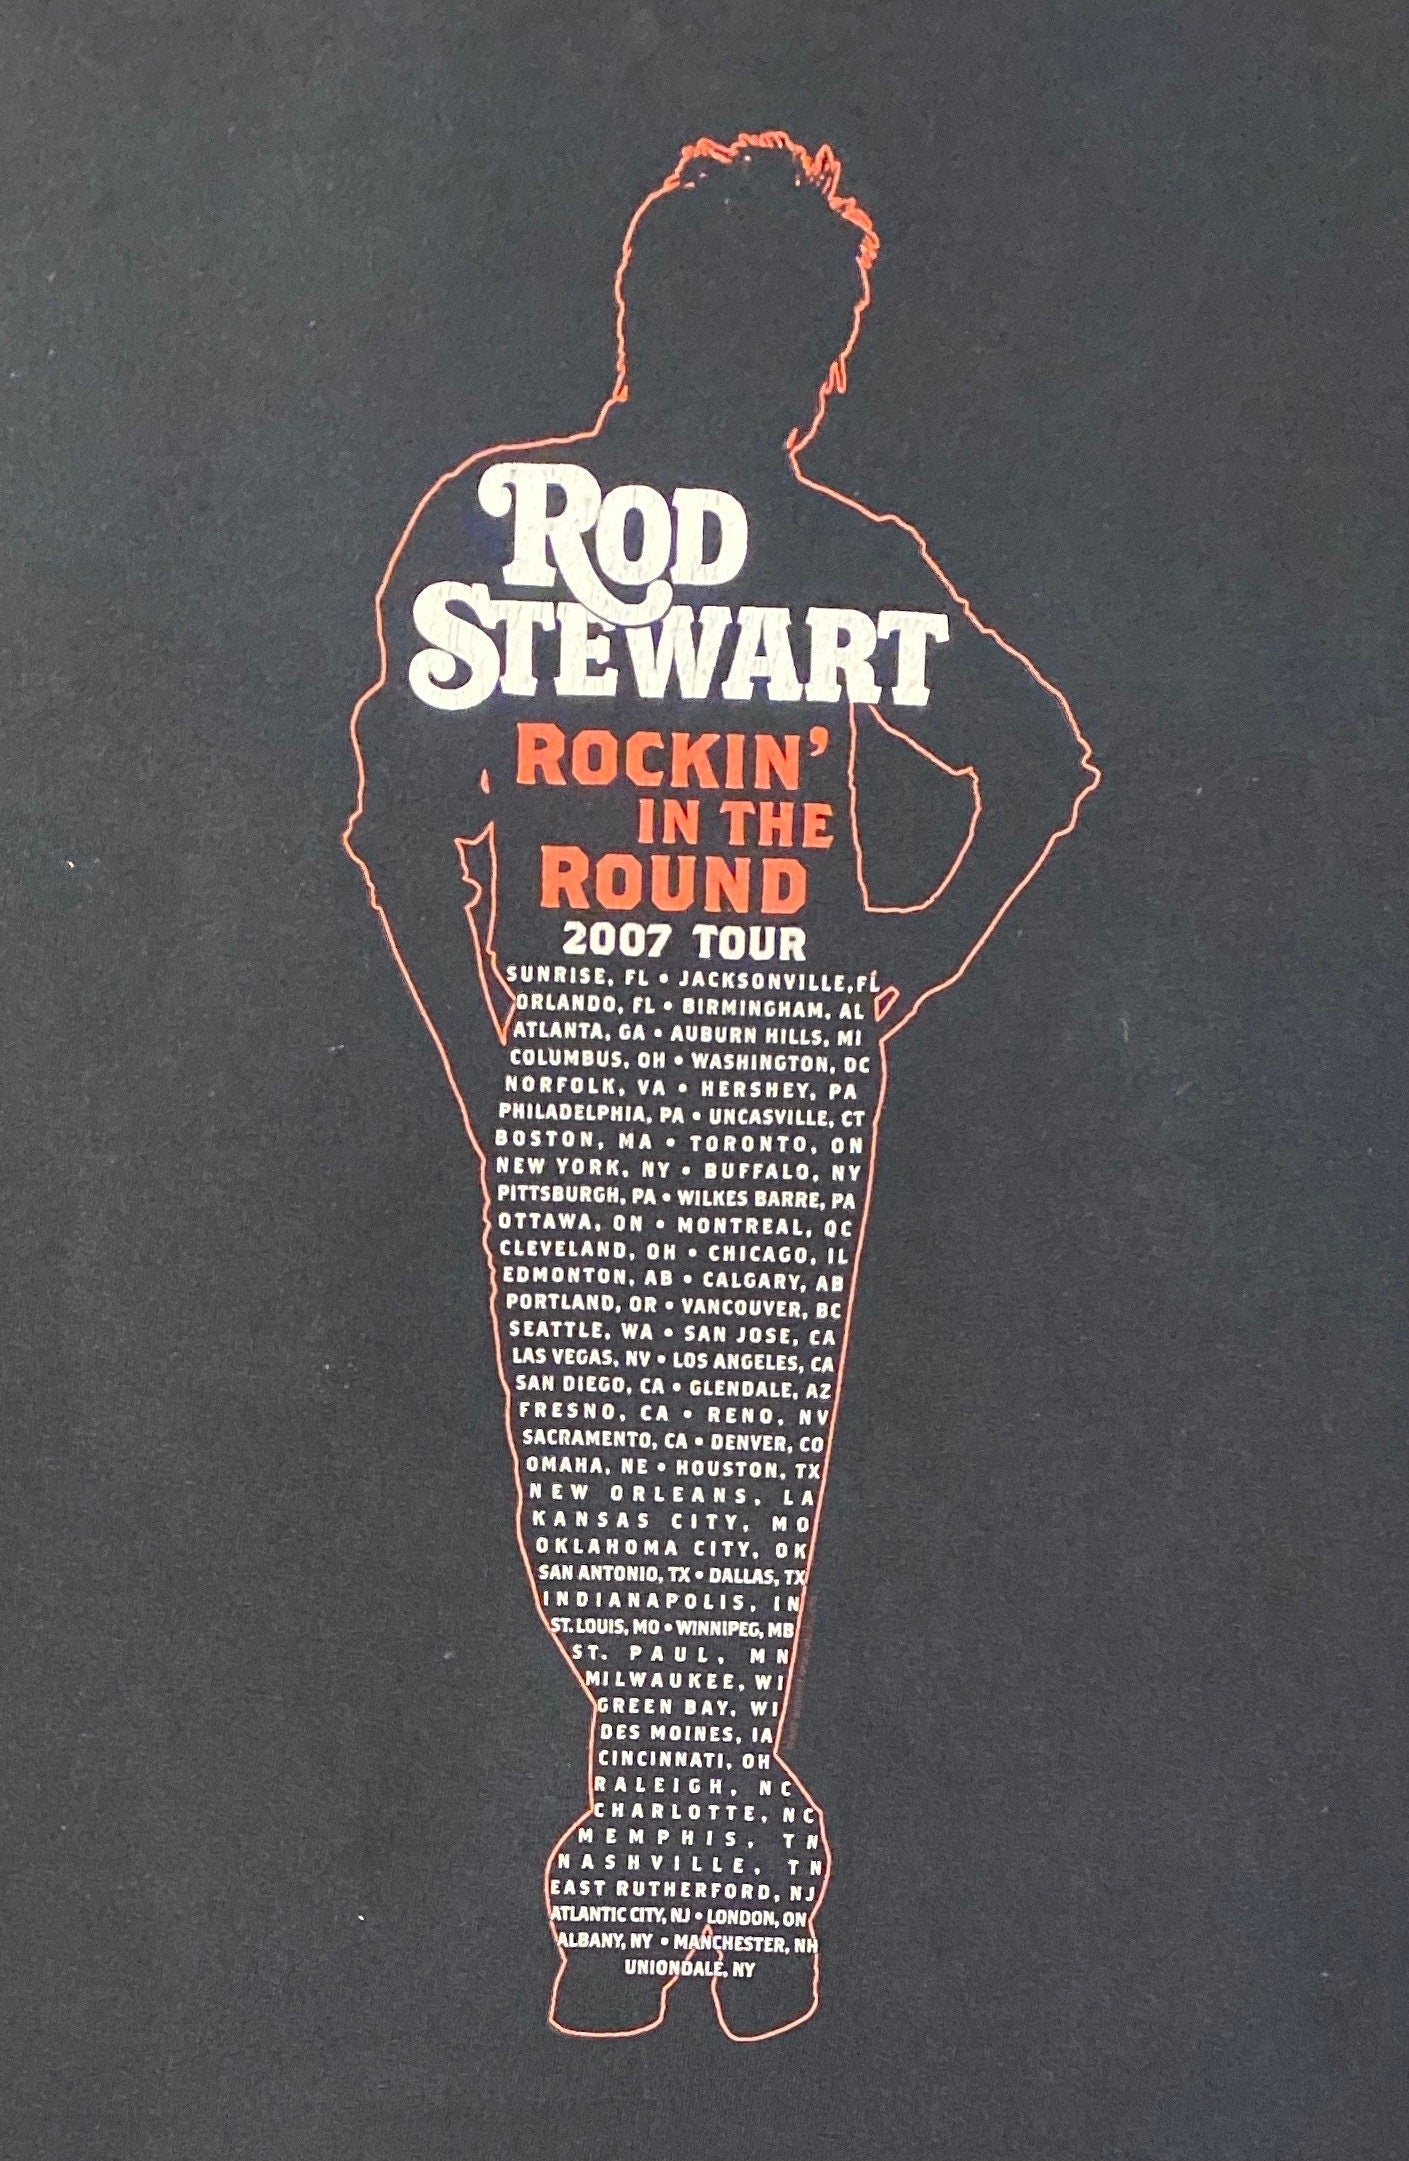 ROD
STEWART
ROCKIN'
IN THE
ROUND
2007 TOUR
SUNRISE, FL • JACKSONVILLE, FL
ORLANDO, FL • BIRMINGHAM, AL
ATLANTA, GA • AUBURN HILLS, MI
COLUMBUS, OH • WASHINGTON, DC
NORFOLK, VA • HERSHEY, PA
PHILADELPHIA, PA • UNCASVILLE, CT
BOSTON, MA • TORONTO, ON
NEW YORK, NY • BUFFALO, NY
PITTSBURGH, PA • WILKES BARRE, PA
OTTAWA, ON • MONTREAL, QC
CLEVELAND, OH • CHICAGO, IL
EDMONTON, AB • CALGARY, AB
PORTLAND, OR • VANCOUVER, BC
SEATTLE, WA • SAN JOSE, CA
LAS VEGAS, NV • LOS ANGELES, CA
SAN DIEGO, CA • GLENDALE, AZ
FRESNO, CA • RENO, NV
SACRAMENTO, CA • DENVER, CO
OMAHA, NE • HOUSTON, TX
NEW ORLEANS, LA
KANSAS CITY, MO
OKLAHOMA CITY, OK
SAN ANTONIO, TX • DALLAS, TX
INDIANAPOLIS, IN
ST. LOUIS, MO • WINNIPEG, MB
ST. PAUL, MN
MILWAUKEE, WI
GREEN BAY, WI
DES MOINES, IA
CINCINNATI, OH
RALEIGH, NC
CHARLOTTE, NC
MEMPHIS, TN
NASHVILLE, TN
EAST RUTHERFORD, NJ
ATLANTIC CITY, NJ • LONDON, ON
ALBANY, NY • MANCHESTER, NH
UNIONDALE, NY